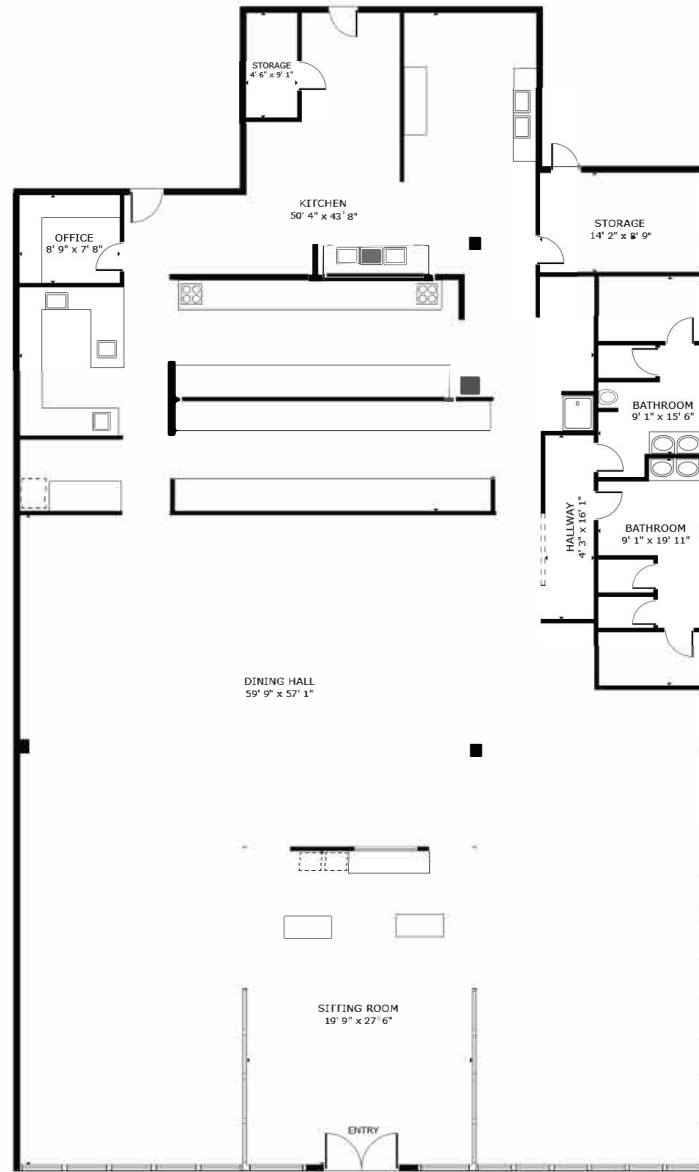 STORAGE
4' 6" x 9' 1"
KITCHEN
50' 4" x 43' 8"
STORAGE
14' 2" x 8' 9"
OFFICE
8' 9" x 7' 8"
BATHROOM
9' 1" x 15' 6"
HALLWAY
4' 3" x 16' 1"
BATHROOM
9' 1" x 19' 11"
DINING HALL
59' 9" x 57' 1"
SITTING ROOM
19' 9" x 27' 6"
ENTRY